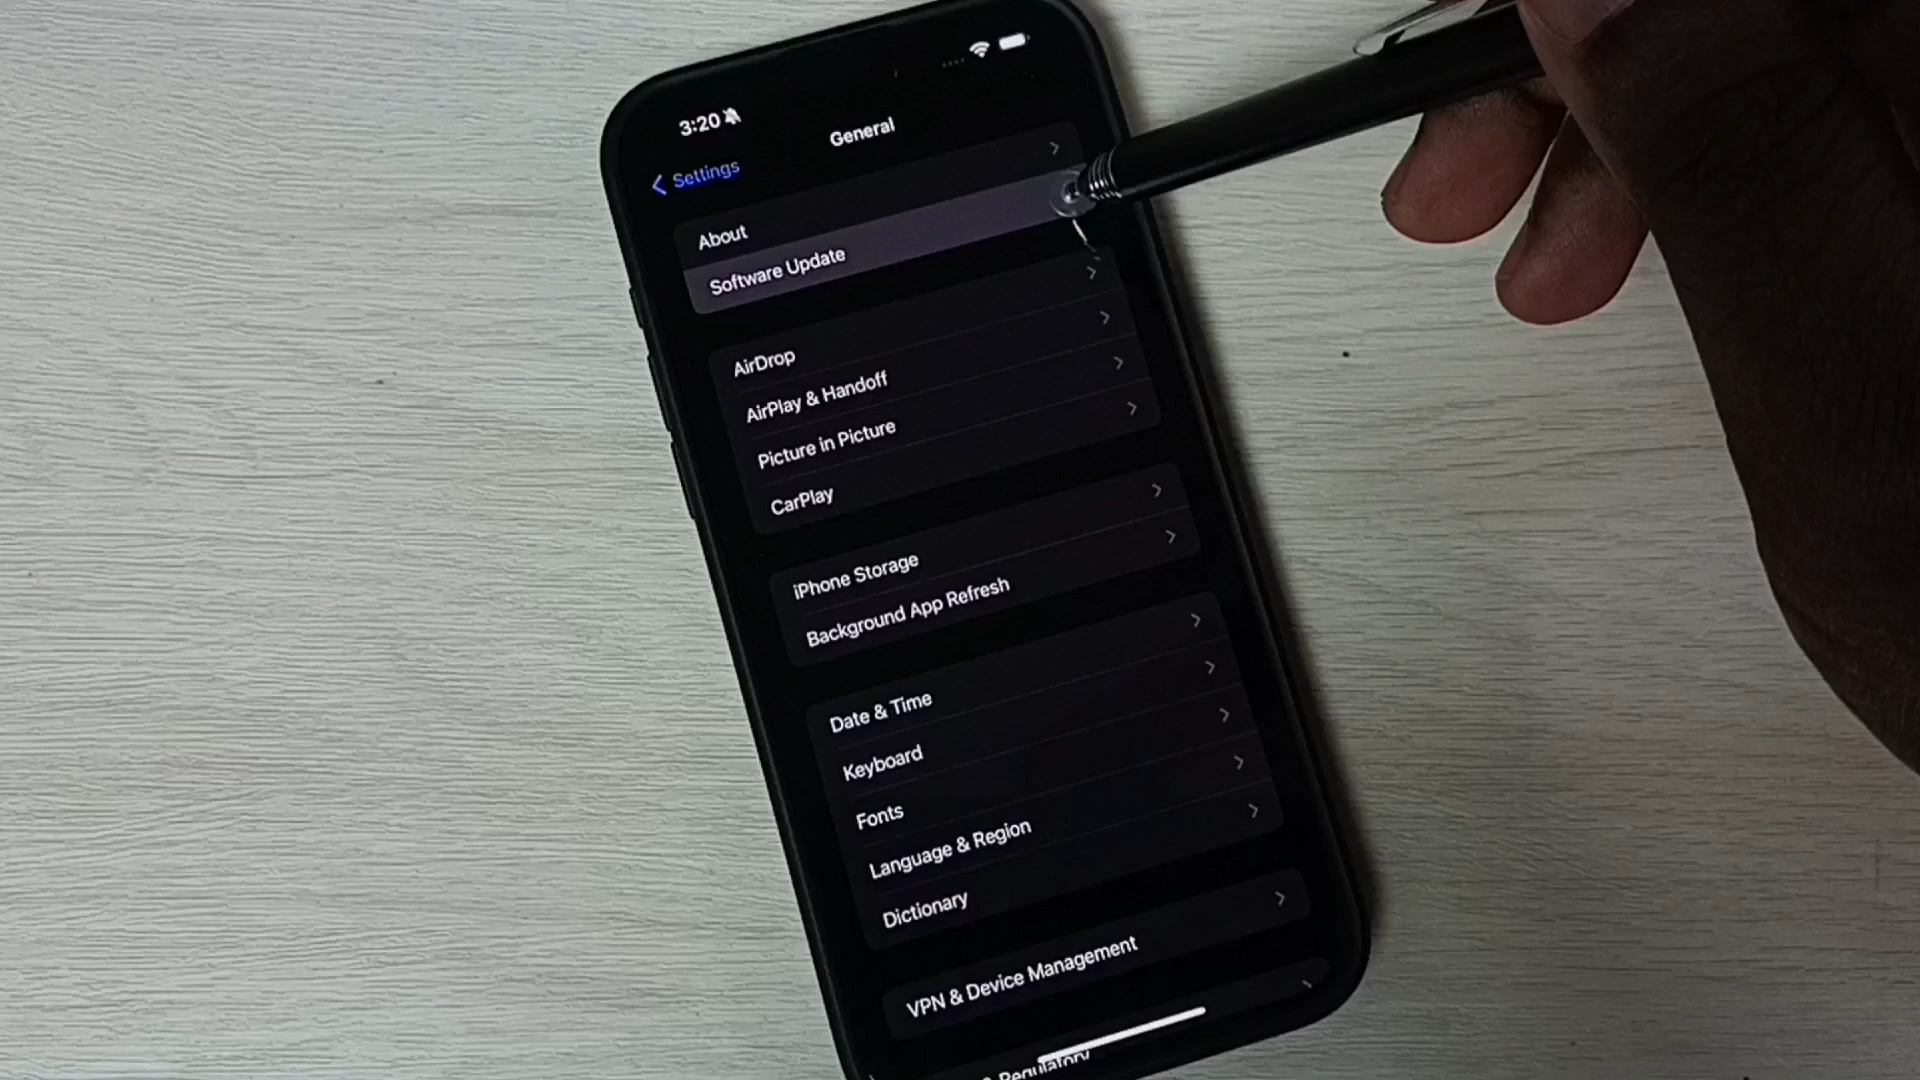 3:20
General
Settings
About
Software Update
AirDrop
AirPlay & Handoff
Picture in Picture
CarPlay
iPhone Storage
Background App Refresh
Date & Time
Keyboard
Fonts
Language & Region
Dictionary
VPN & Device Management
& Regulatory